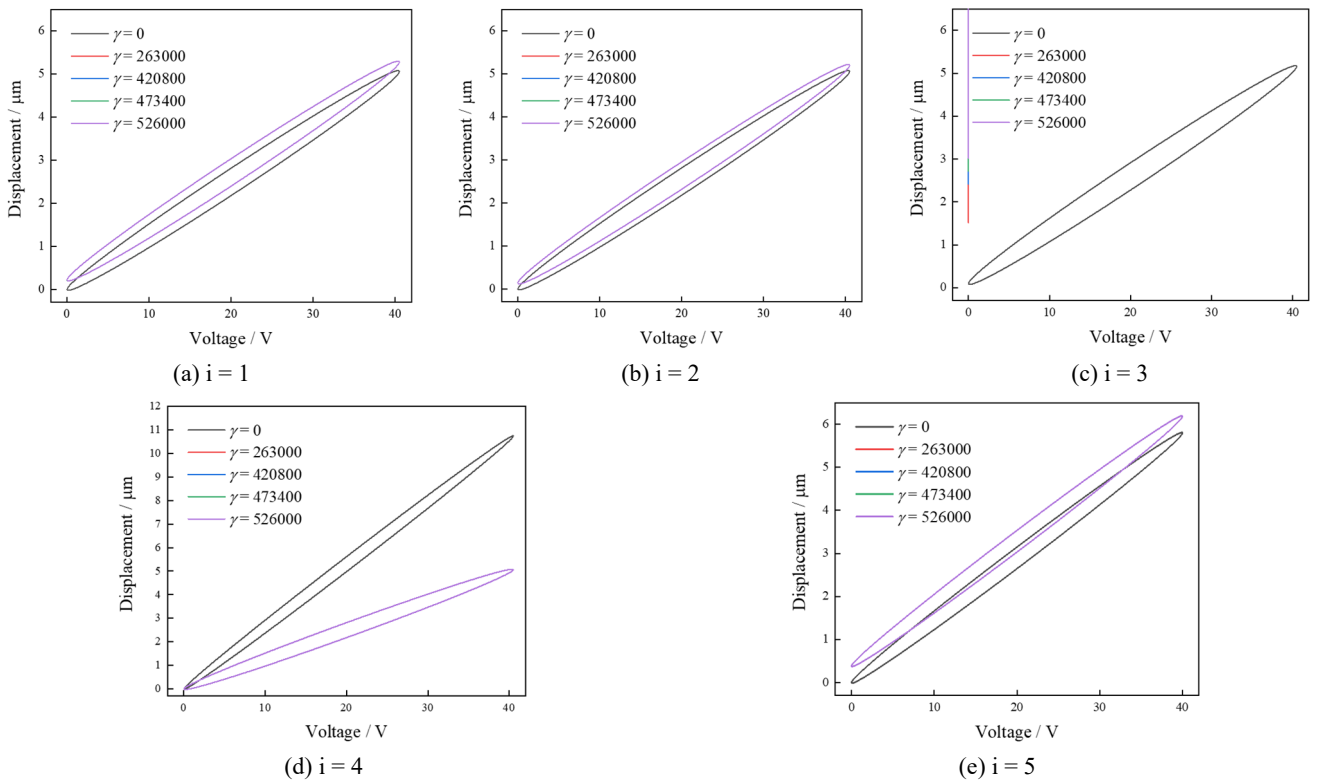 6
5
4
3
2
1
0
Displacement / μm
γ = 0
γ = 263000
γ = 420800
γ = 473400
γ = 526000
0 10 20 30 40
Voltage / V
(a) i = 1
6
5
4
3
2
1
0
Displacement / μm
γ = 0
γ = 263000
γ = 420800
γ = 473400
γ = 526000
0 10 20 30 40
Voltage / V
(b) i = 2
6
5
4
3
2
1
0
Displacement / μm
γ = 0
γ = 263000
γ = 420800
γ = 473400
γ = 526000
0 10 20 30 40
Voltage / V
(c) i = 3
12
11
10
9
8
7
6
5
4
3
2
1
0
Displacement / μm
γ = 0
γ = 263000
γ = 420800
γ = 473400
γ = 526000
0 10 20 30 40
Voltage / V
(d) i = 4
6
5
4
3
2
1
0
Displacement / μm
γ = 0
γ = 263000
γ = 420800
γ = 473400
γ = 526000
0 10 20 30 40
Voltage / V
(e) i = 5